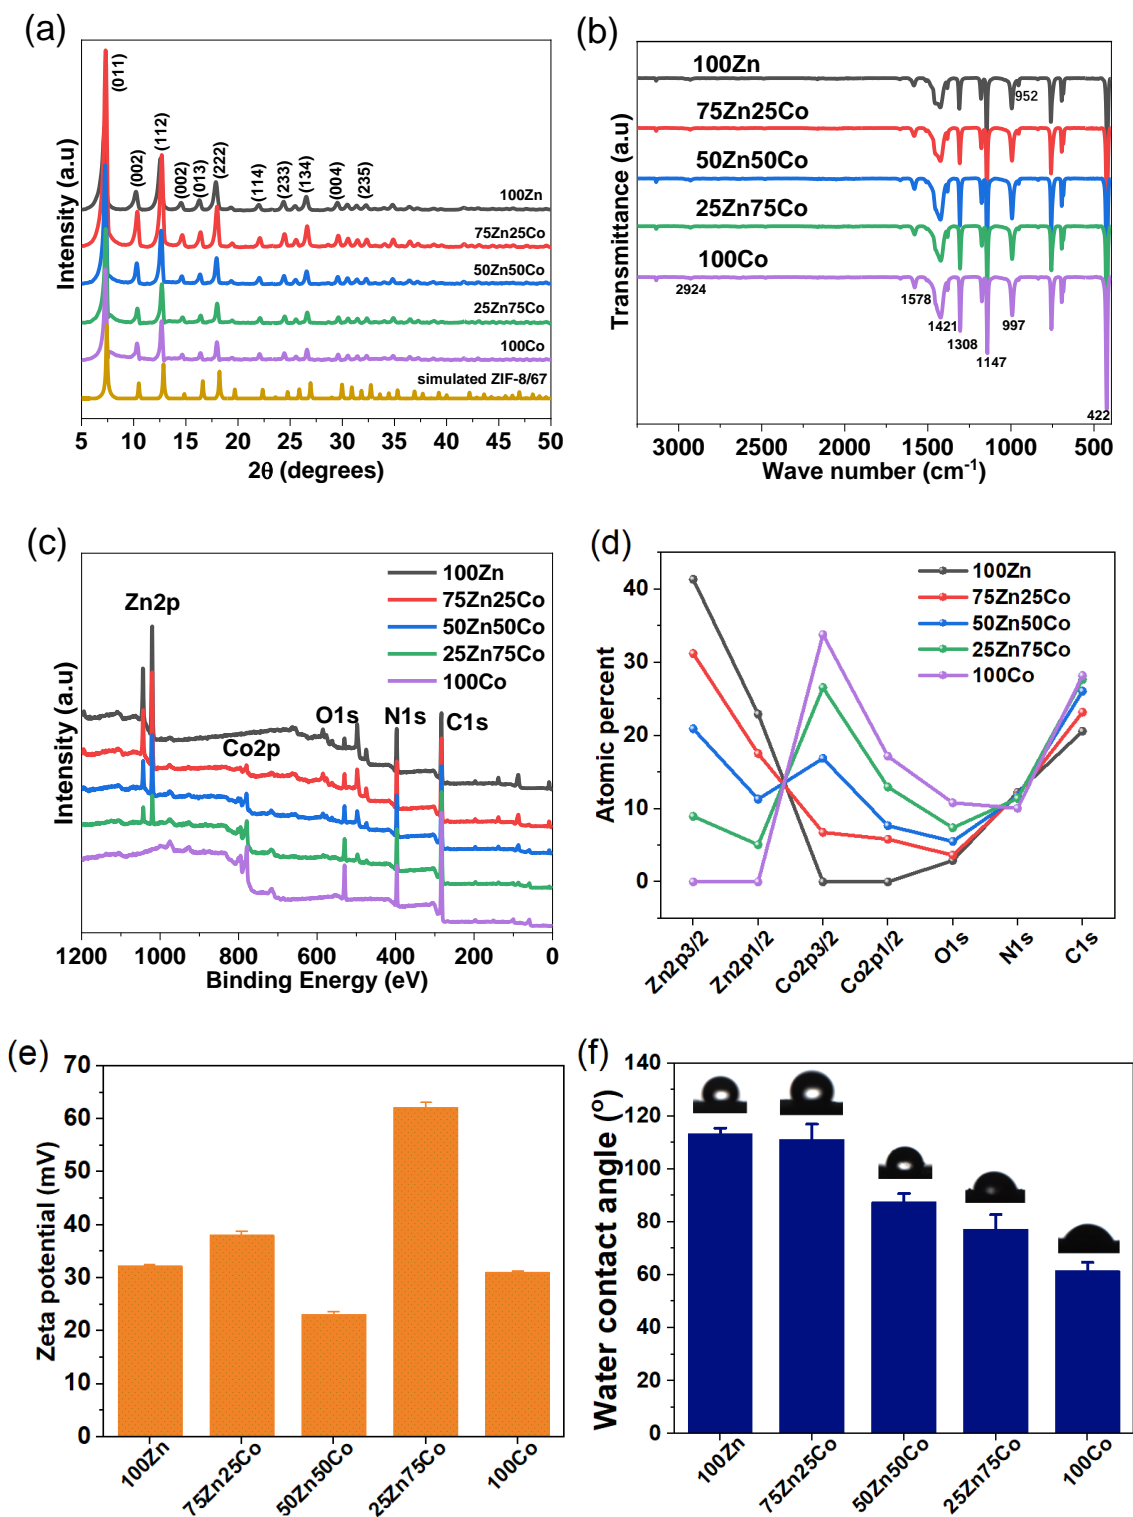 (a)
Intensity (a.u)
(011)
(002)
(112)
(002)
(013)
(222)
(114)
(233)
(134)
(004)
(235)
100Zn
75Zn25Co
50Zn50Co
25Zn75Co
100Co
simulated ZIF-8/67
5 10 15 20 25 30 35 40 45 50
2θ (degrees)
(b)
Transmittance (a.u)
100Zn
952
75Zn25Co
50Zn50Co
25Zn75Co
100Co
2924
1578
1421
1308
1147
997
422
3000 2500 2000 1500 1000 500
Wave number (cm⁻¹)
(c)
Intensity (a.u)
100Zn
75Zn25Co
50Zn50Co
25Zn75Co
100Co
Zn2p
Co2p
O1s
N1s
C1s
1200 1000 800 600 400 200 0
Binding Energy (eV)
(d)
Atomic percent
40
30
20
10
0
100Zn
75Zn25Co
50Zn50Co
25Zn75Co
100Co
Zn2p3/2
Zn2p1/2
Co2p3/2
Co2p1/2
O1s
N1s
C1s
(e)
Zeta potential (mV)
70
60
50
40
30
20
10
0
100Zn
75Zn25Co
50Zn50Co
25Zn75Co
100Co
(f)
Water contact angle (°)
140
120
100
80
60
40
20
0
100Zn
75Zn25Co
50Zn50Co
25Zn75Co
100Co